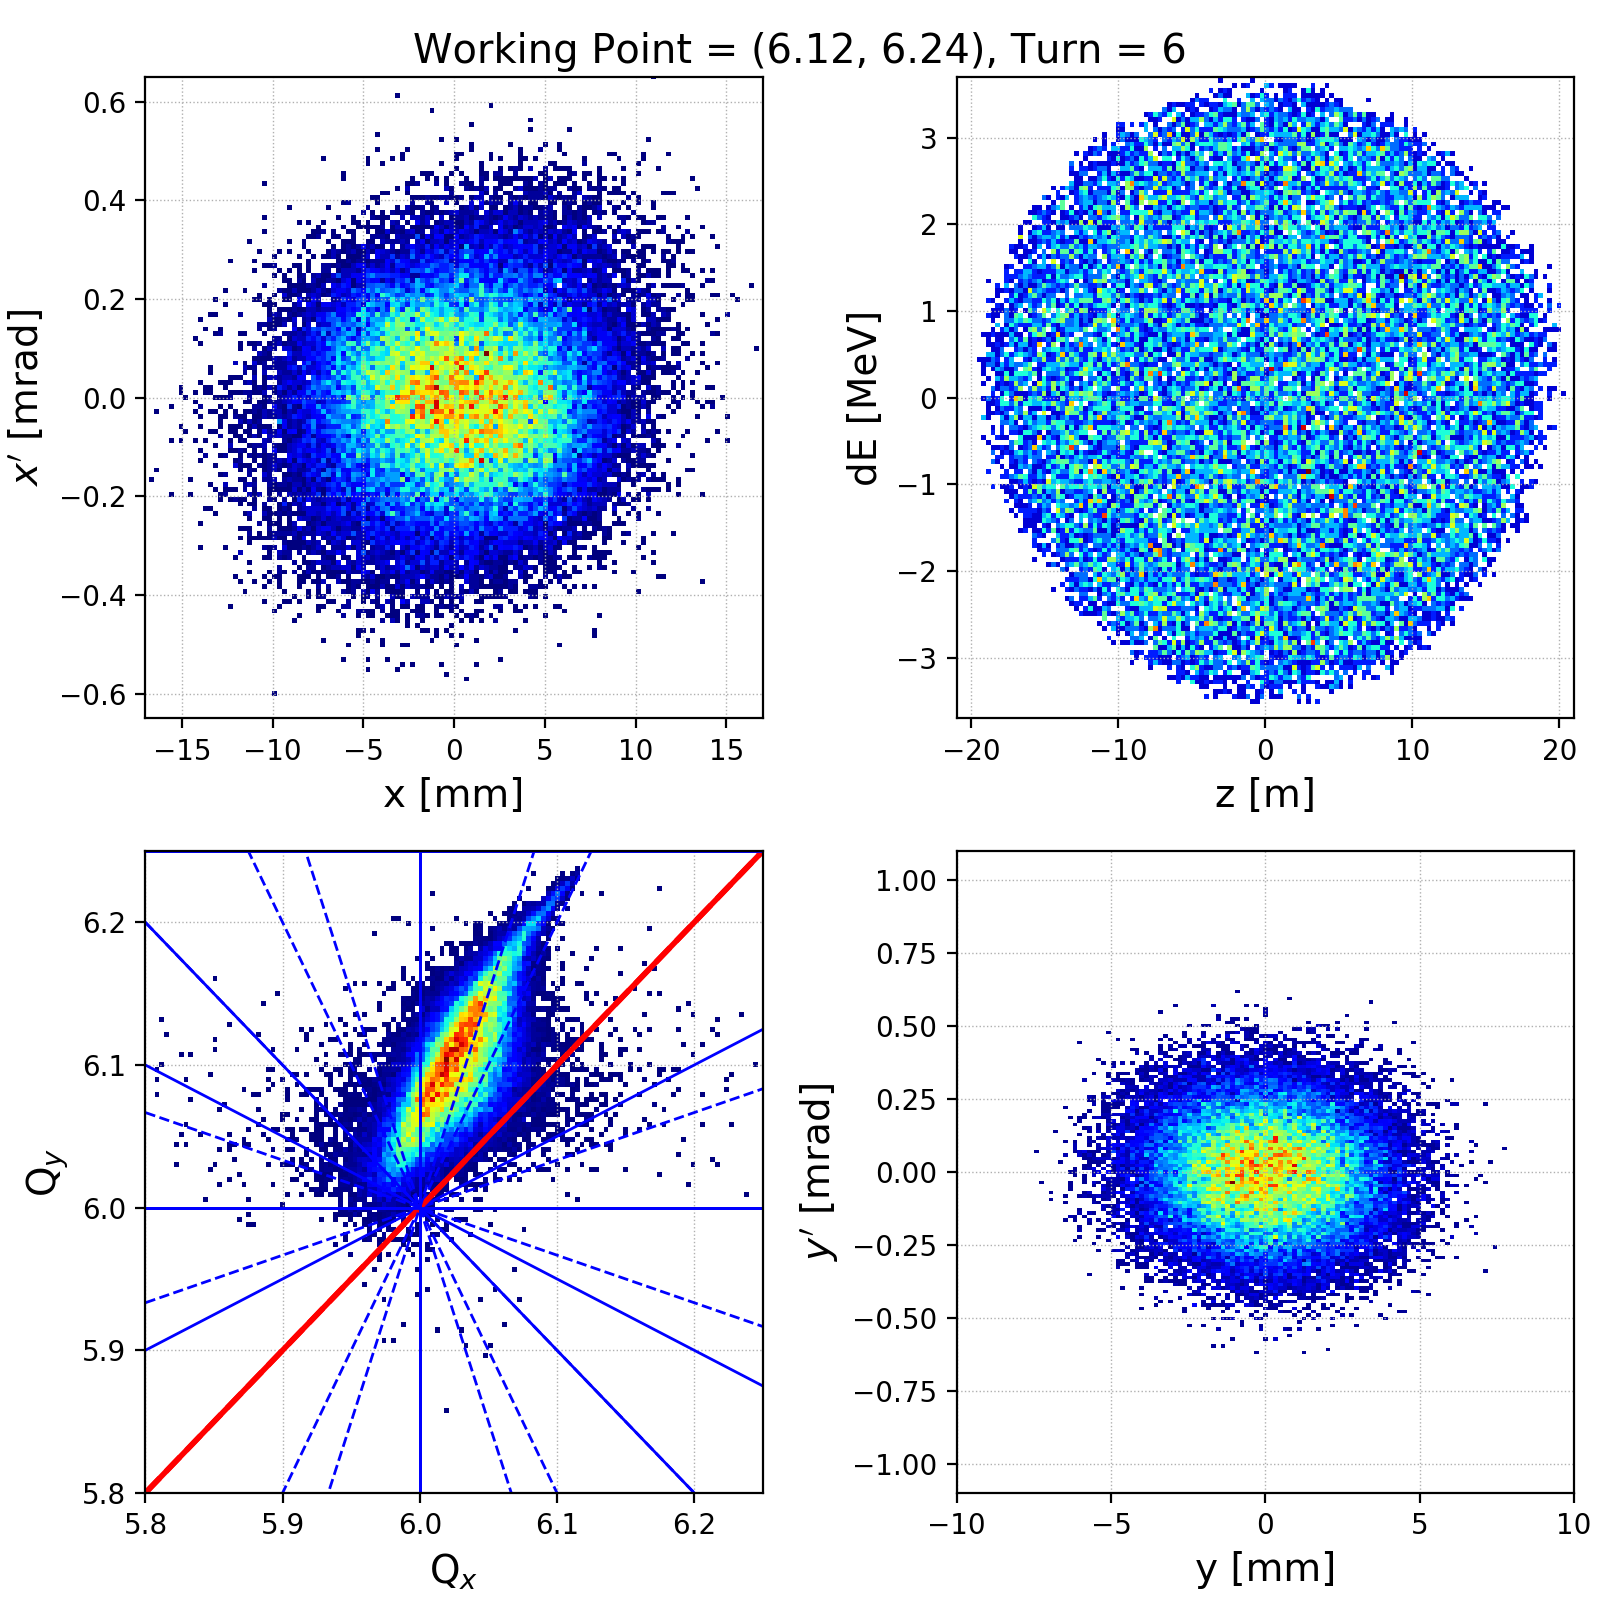 Working Point = (6.12, 6.24), Turn = 6
0.6
0.4
0.2
0.0
−0.2
−0.4
−0.6
x′ [mrad]
−15 −10 −5 0 5 10 15
x [mm]
3
2
1
0
−1
−2
−3
dE [MeV]
−20 −10 0 10 20
z [m]
6.2
6.1
6.0
5.9
5.8
Qy
5.8 5.9 6.0 6.1 6.2
Qx
1.00
0.75
0.50
0.25
0.00
−0.25
−0.50
−0.75
−1.00
y′ [mrad]
−10 −5 0 5 10
y [mm]